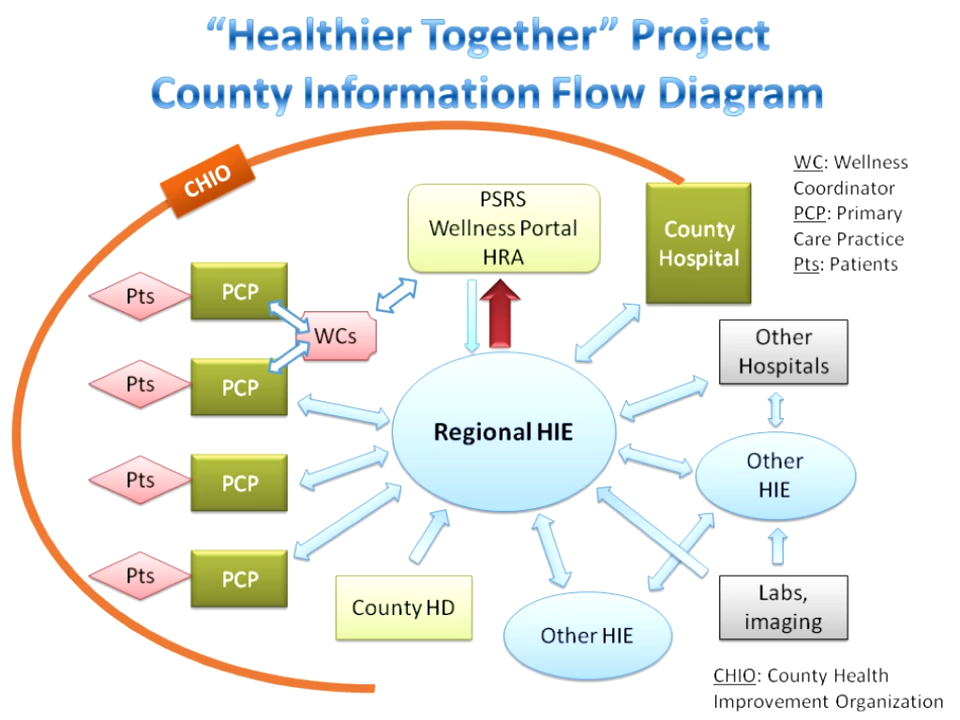 “Healthier Together” Project
County Information Flow Diagram
CHIO
PSRS
Wellness Portal
HRA
County
Hospital
WC: Wellness
Coordinator
PCP: Primary
Care Practice
Pts: Patients
Pts
PCP
WCs
Pts
PCP
Other
Hospitals
Regional HIE
Other
HIE
Pts
PCP
Pts
PCP
County HD
Other HIE
Labs,
imaging
CHIO: County Health
Improvement Organization